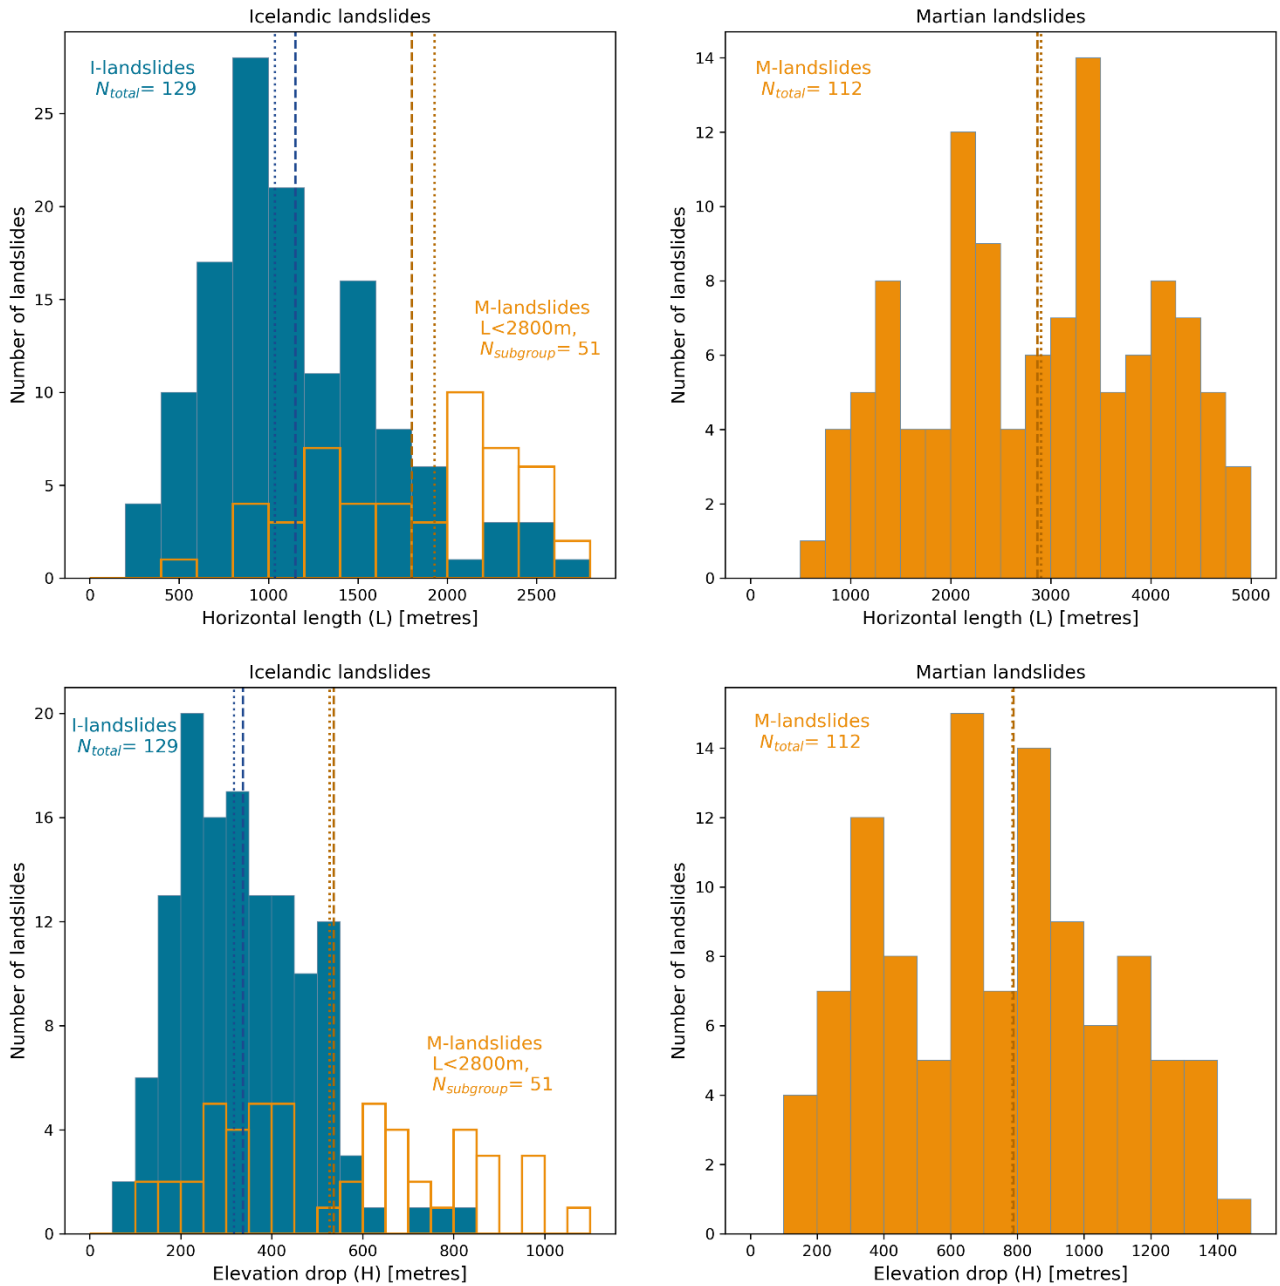 Icelandic landslides
I-landslides
N_total= 129
M-landslides
L<2800m,
N_subgroup= 51
Number of landslides
25
20
15
10
5
0
0 500 1000 1500 2000 2500
Horizontal length (L) [metres]
Martian landslides
M-landslides
N_total= 112
Number of landslides
14
12
10
8
6
4
2
0
0 1000 2000 3000 4000 5000
Horizontal length (L) [metres]
Icelandic landslides
I-landslides
N_total= 129
M-landslides
L<2800m,
N_subgroup= 51
Number of landslides
20
16
12
8
4
0
0 200 400 600 800 1000
Elevation drop (H) [metres]
Martian landslides
M-landslides
N_total= 112
Number of landslides
14
12
10
8
6
4
2
0
0 200 400 600 800 1000 1200 1400
Elevation drop (H) [metres]